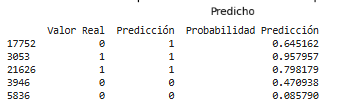 Predicho
Valor Real Predicción Probabilidad Predicción
17752 0 1 0.645162
3053 1 1 0.957957
21626 1 1 0.798179
3946 0 0 0.470938
5836 0 0 0.085790